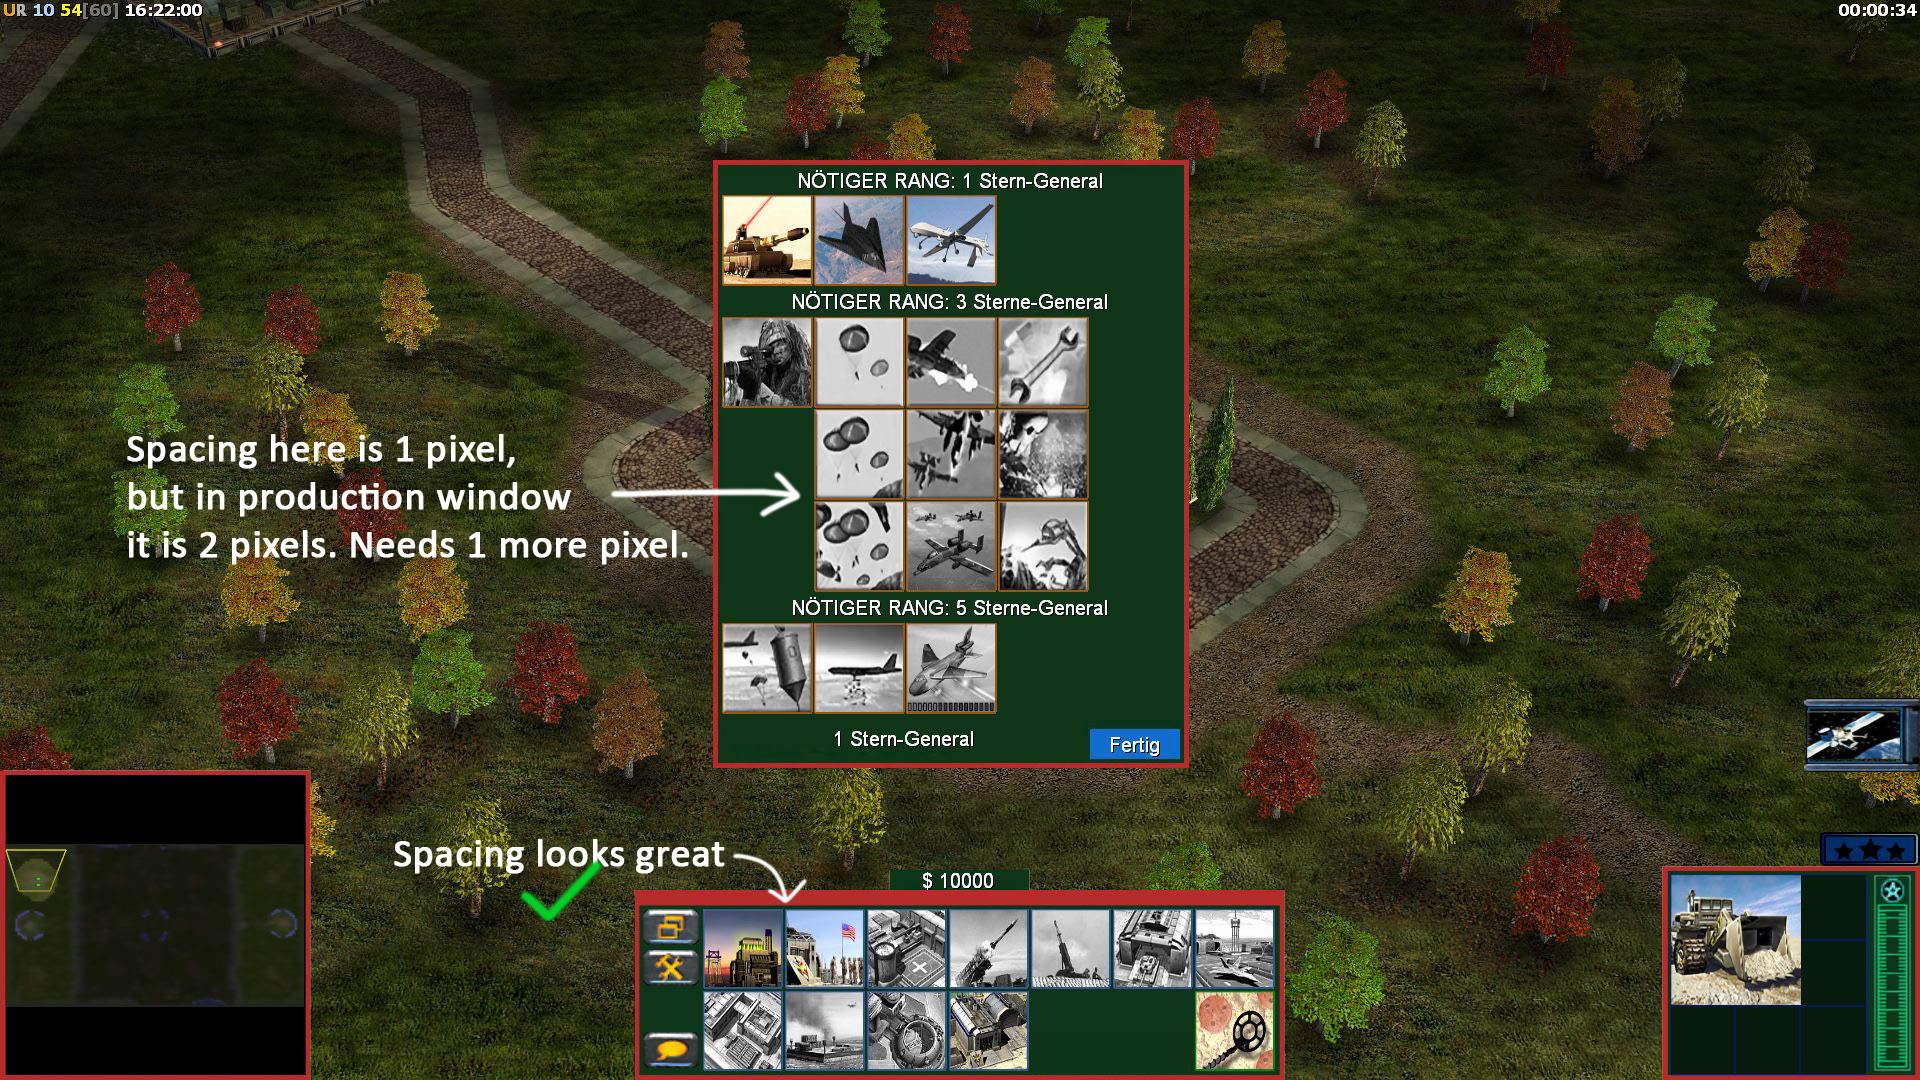 UR 10 54[60] 16:22:00
00:00:34
NÖTIGER RANG: 1 Stern-General
NÖTIGER RANG: 3 Sterne-General
Spacing here is 1 pixel,
but in production window
it is 2 pixels. Needs 1 more pixel.
NÖTIGER RANG: 5 Sterne-General
1 Stern-General
Fertig
Spacing looks great
$ 10000